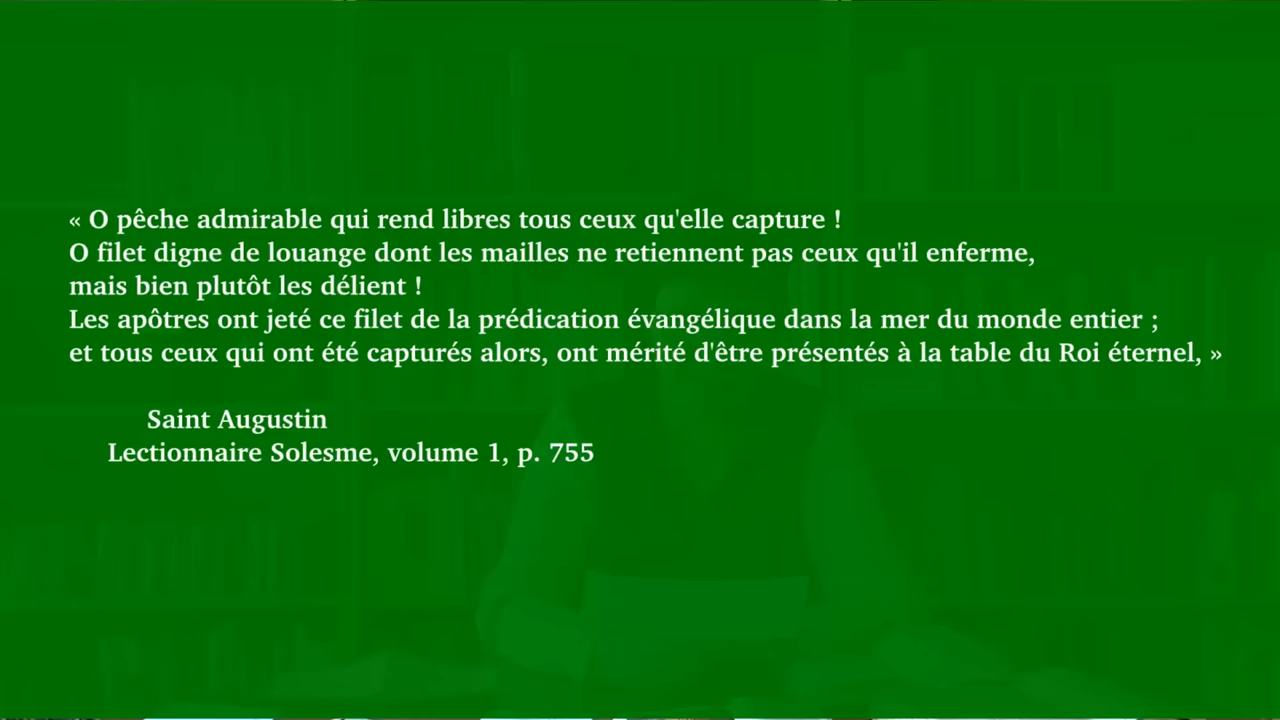 « O pêche admirable qui rend libres tous ceux qu'elle capture !
O filet digne de louange dont les mailles ne retiennent pas ceux qu'il enferme,
mais bien plutôt les délient !
Les apôtres ont jeté ce filet de la prédication évangélique dans la mer du monde entier ;
et tous ceux qui ont été capturés alors, ont mérité d'être présentés à la table du Roi éternel, »
Saint Augustin
Lectionnaire Solesme, volume 1, p. 755